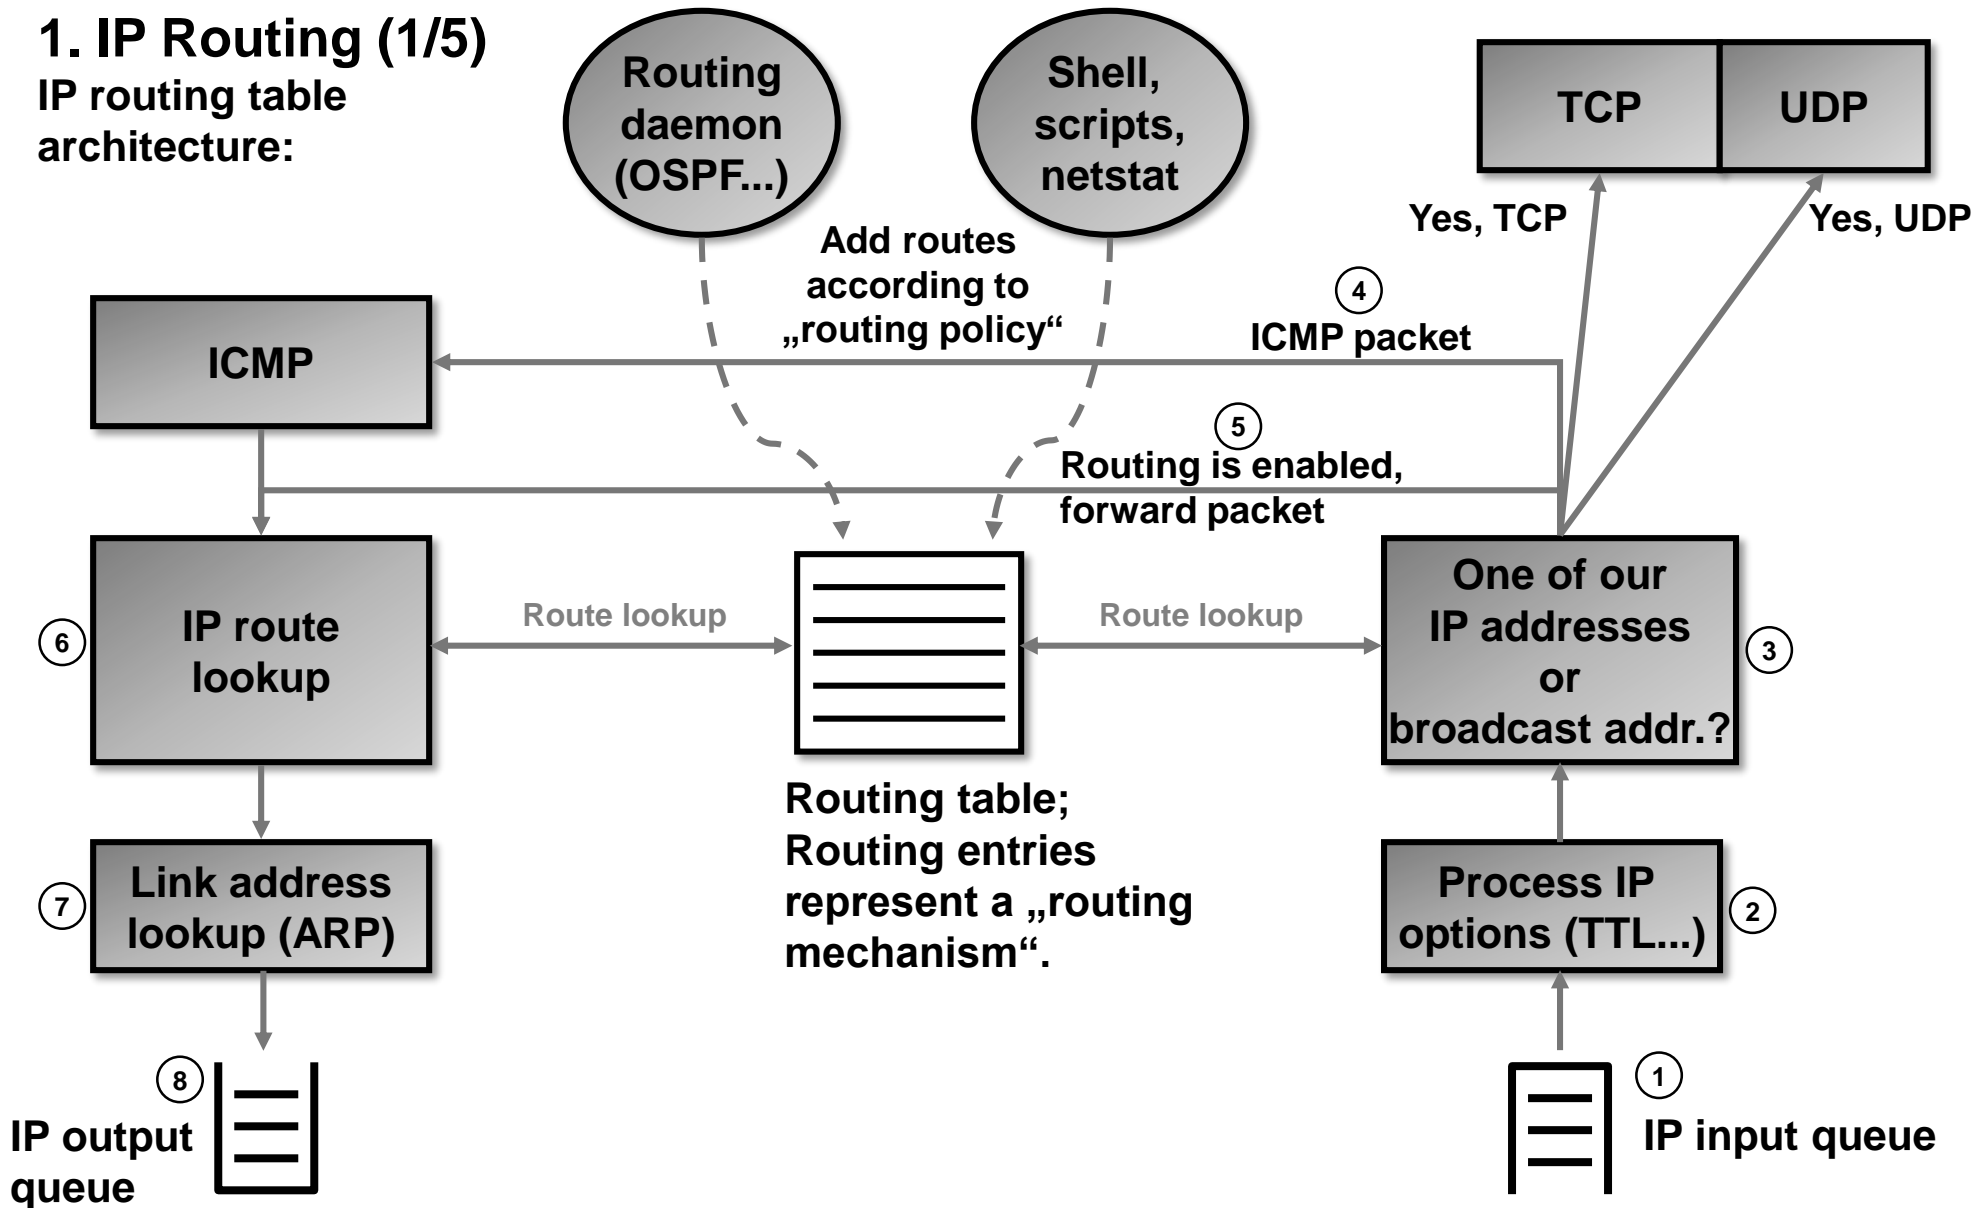 1. IP Routing (1/5)
IP routing table
architecture:
Routing
daemon
(OSPF...)
Shell,
scripts,
netstat
TCP
UDP
Yes, TCP
Yes, UDP
Add routes
according to
„routing policy“
4
ICMP packet
ICMP
5
Routing is enabled,
forward packet
6
IP route
lookup
Route lookup
Route lookup
One of our
IP addresses
or
broadcast addr.?
3
Routing table;
Routing entries
represent a „routing
mechanism“.
7
Link address
lookup (ARP)
Process IP
options (TTL...)
2
8
IP output
queue
1
IP input queue